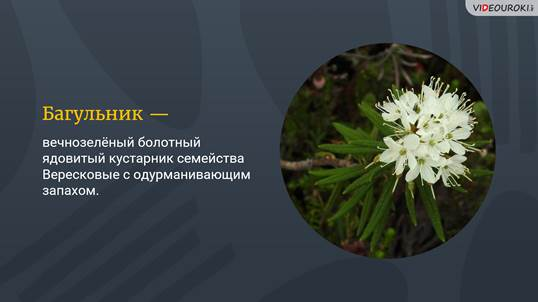 VIDEOUROKI
Багульник —
вечнозелёный болотный
ядовитый кустарник семейства
Вересковые с одурманивающим
запахом.